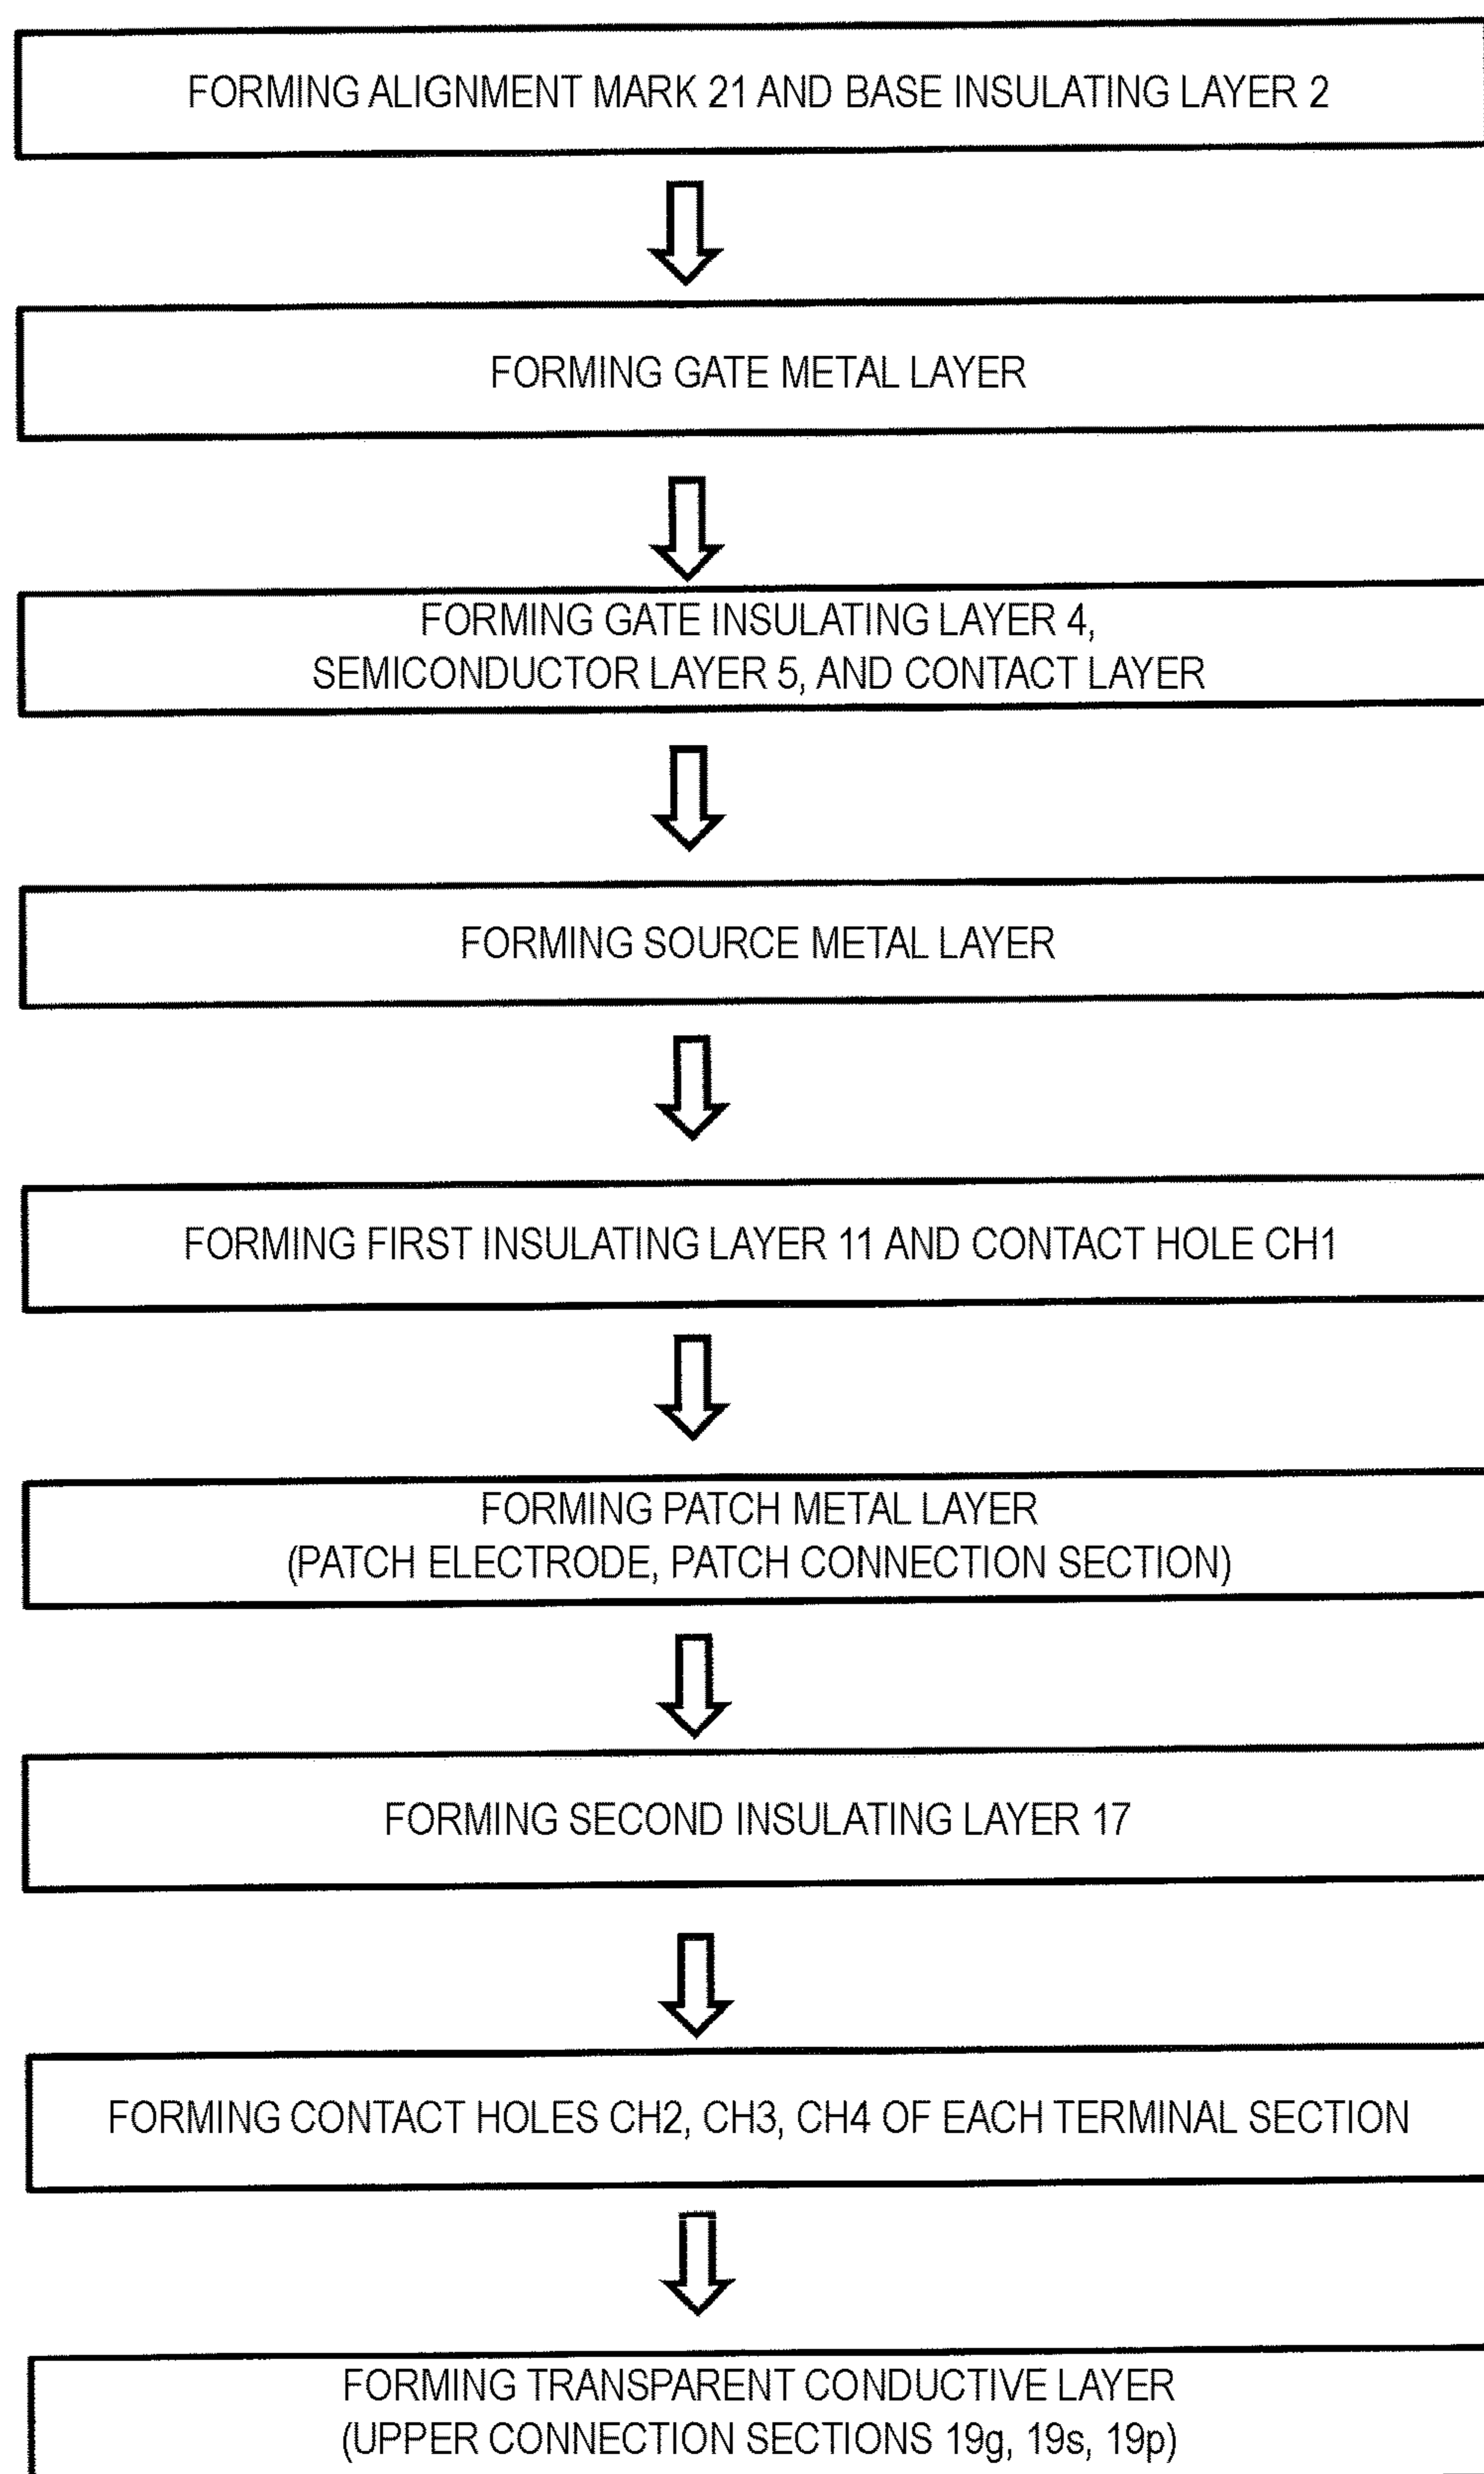 FORMING ALIGNMENT MARK 21 AND BASE INSULATING LAYER 2
FORMING GATE METAL LAYER
FORMING GATE INSULATING LAYER 4,
SEMICONDUCTOR LAYER 5, AND CONTACT LAYER
FORMING SOURCE METAL LAYER
FORMING FIRST INSULATING LAYER 11 AND CONTACT HOLE CH1
FORMING PATCH METAL LAYER
(PATCH ELECTRODE, PATCH CONNECTION SECTION)
FORMING SECOND INSULATING LAYER 17
FORMING CONTACT HOLES CH2, CH3, CH4 OF EACH TERMINAL SECTION
FORMING TRANSPARENT CONDUCTIVE LAYER
(UPPER CONNECTION SECTIONS 19g, 19s, 19p)